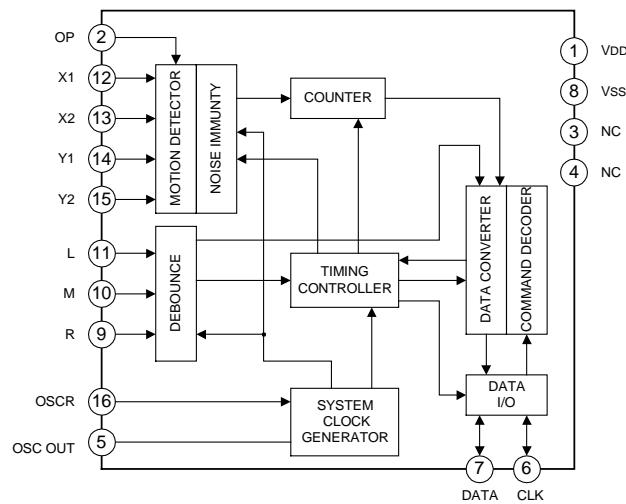 OP 2
1 VDD
X1 12
8 VSS
X2 13
3 NC
Y1 14
4 NC
Y2 15
MOTION DETECTOR
NOISE IMMUNTY
COUNTER
L 11
M 10
R 9
DEBOUNCE
TIMING
CONTROLLER
DATA CONVERTER
COMMAND DECODER
OSCR 16
OSC OUT 5
SYSTEM
CLOCK
GENERATOR
DATA
I/O
7 6
DATA CLK